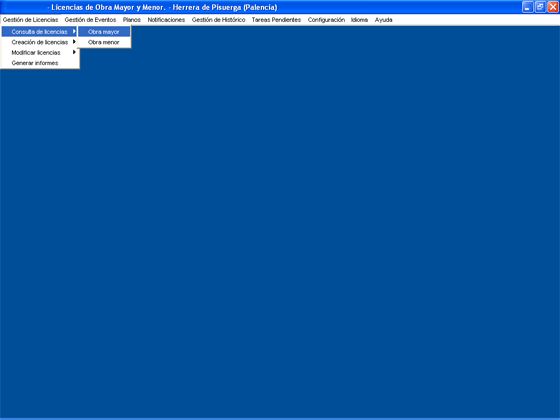 - Licencias de Obra Mayor y Menor. - Herrera de Pisuerga (Palencia)
Gestión de Licencias Gestión de Eventos Planos Notificaciones Gestión de Histórico Tareas Pendientes Configuración Idioma Ayuda
Consulta de licencias Obra mayor
Creación de licencias Obra menor
Modificar licencias
Generar informes